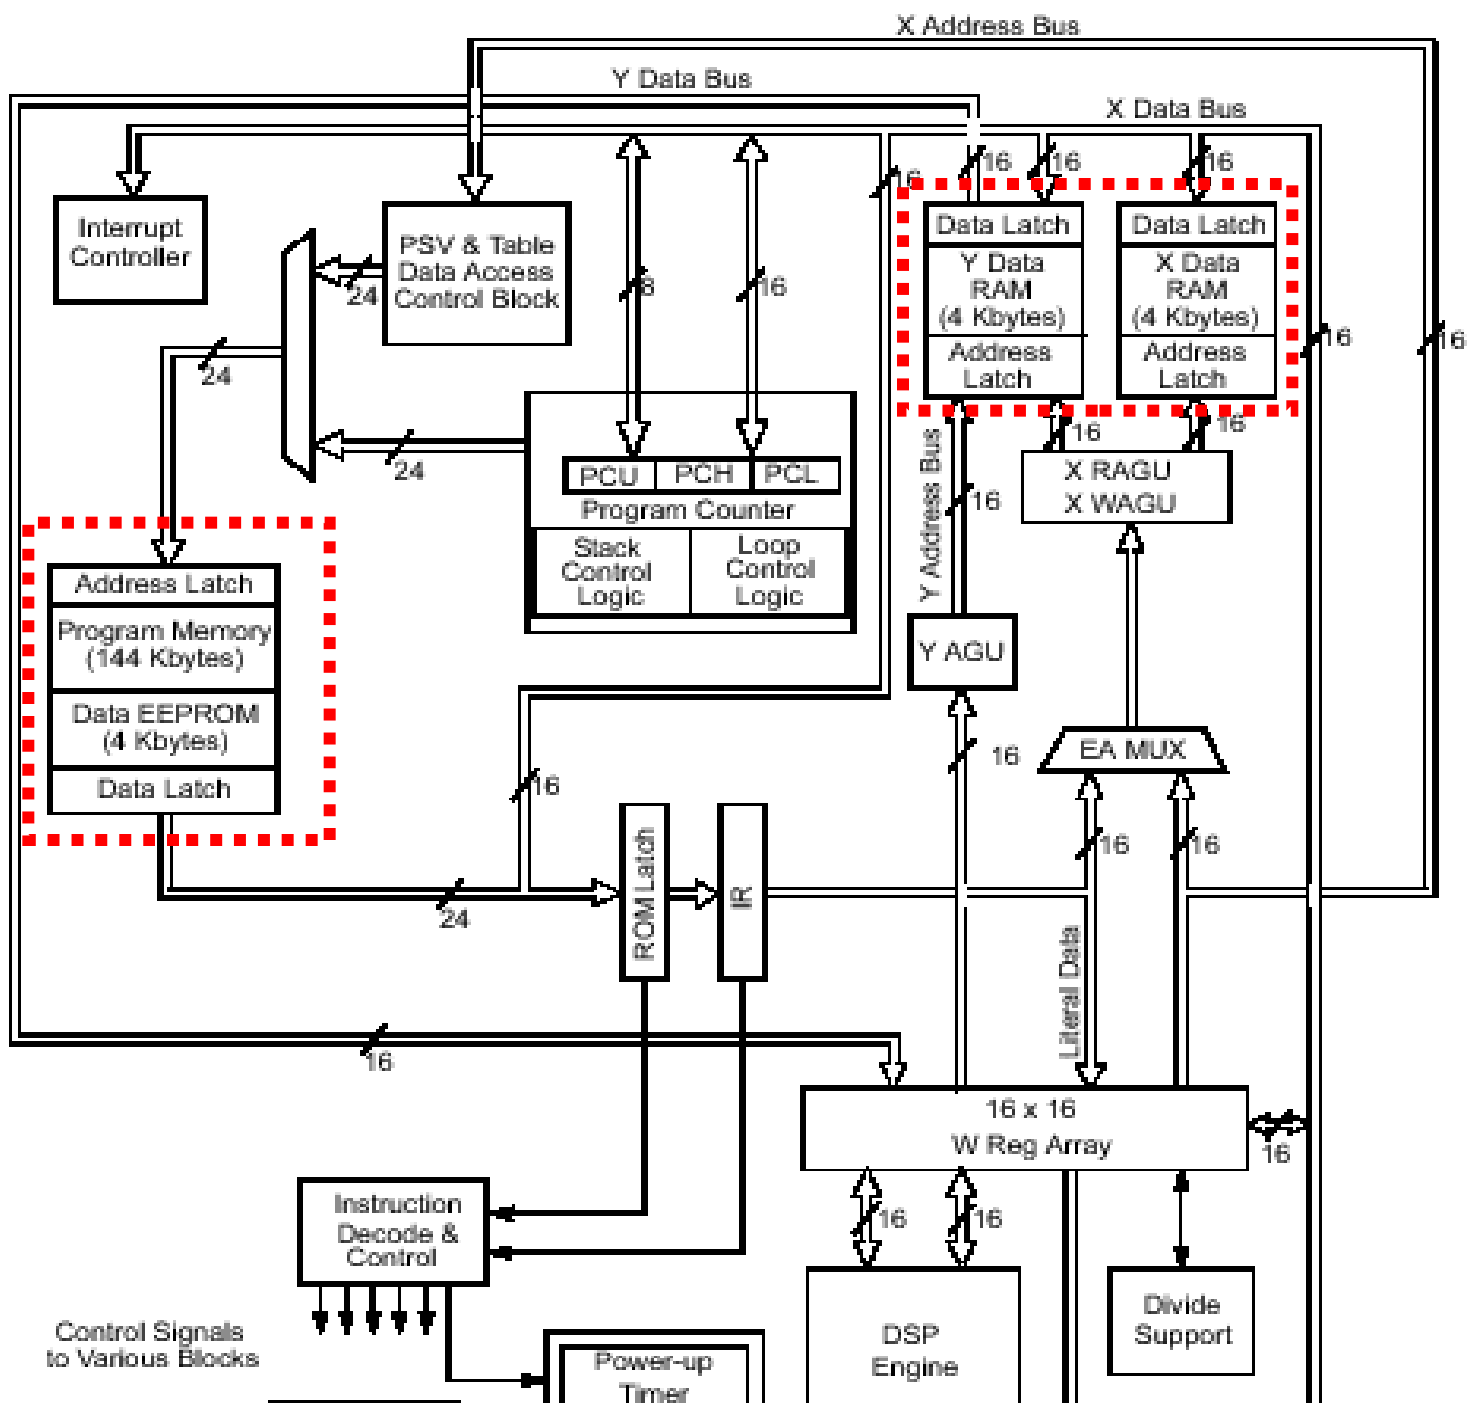 X Address Bus
Y Data Bus
X Data Bus
16
16
16
16
Interrupt
Controller
PSV & Table
Data Access
Control Block
24
8
16
Data Latch
Y Data
RAM
(4 Kbytes)
Address
Latch
Data Latch
X Data
RAM
(4 Kbytes)
Address
Latch
16
16
24
24
16
16
PCU
PCH
PCL
Program Counter
Stack
Control
Logic
Loop
Control
Logic
Y Address Bus
16
X RAGU
X WAGU
Address Latch
Program Memory
(144 Kbytes)
Data EEPROM
(4 Kbytes)
Data Latch
Y AGU
16
EA MUX
16
16
16
24
ROM Latch
IR
Literal Data
16
16 x 16
W Reg Array
16
Instruction
Decode &
Control
16
16
Control Signals
to Various Blocks
Power-up
Timer
DSP
Engine
Divide
Support